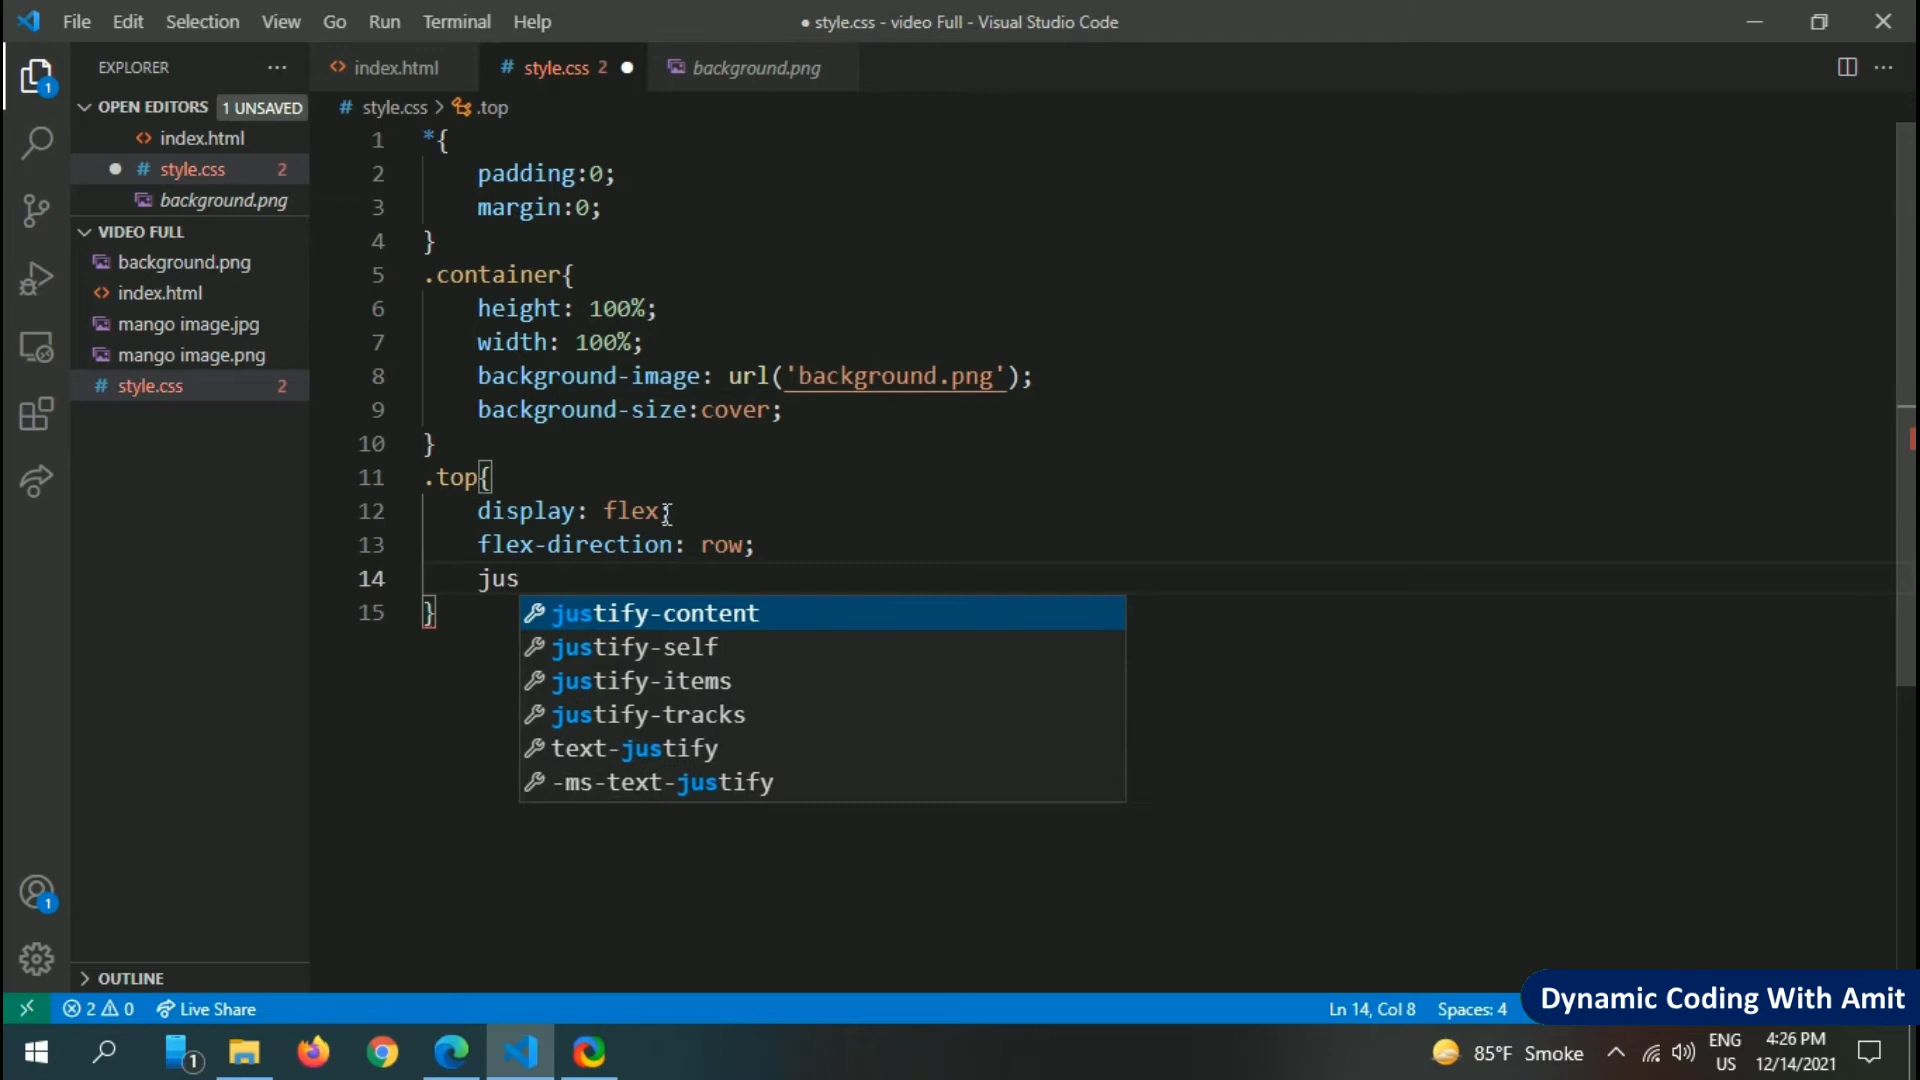 File Edit Selection View Go Run Terminal Help
● style.css - video Full - Visual Studio Code
EXPLORER
index.html
# style.css 2
background.png
OPEN EDITORS 1 UNSAVED
index.html
# style.css 2
background.png
VIDEO FULL
background.png
index.html
mango image.jpg
mango image.png
# style.css 2
OUTLINE
# style.css > .top
1 *{
2 padding:0;
3 margin:0;
4 }
5 .container{
6 height: 100%;
7 width: 100%;
8 background-image: url('background.png');
9 background-size:cover;
10 }
11 .top{
12 display: flex;
13 flex-direction: row;
14 jus
15 }
justify-content
justify-self
justify-items
justify-tracks
text-justify
-ms-text-justify
2 0 Live Share
Ln 14, Col 8 Spaces: 4
Dynamic Coding With Amit
85°F Smoke
ENG
US
4:26 PM
12/14/2021
1
1
1